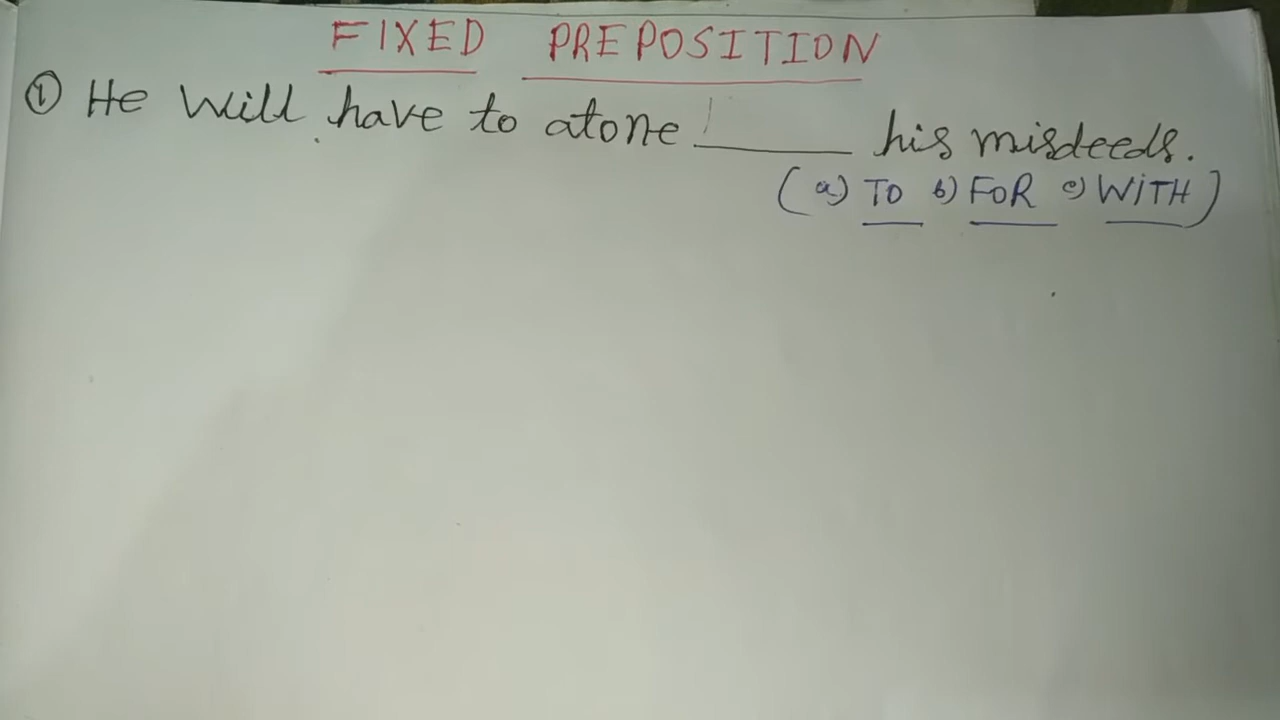 FIXED PREPOSITION
① He will have to atone ______ his misdeeds.
(a) TO b) FOR c) WITH)